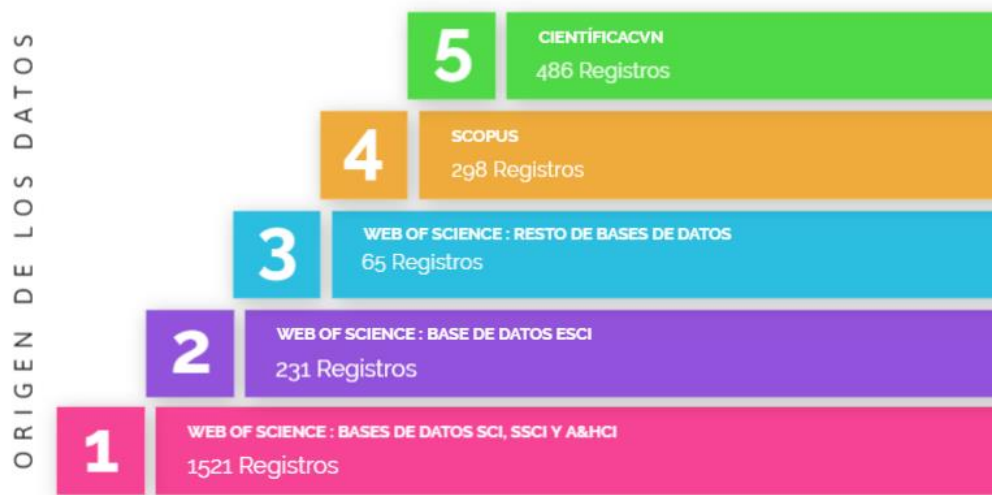 ORIGEN DE LOS DATOS
5
CIENTÍFICACVN
486 Registros
4
SCOPUS
298 Registros
3
WEB OF SCIENCE : RESTO DE BASES DE DATOS
65 Registros
2
WEB OF SCIENCE : BASE DE DATOS ESCI
231 Registros
1
WEB OF SCIENCE : BASES DE DATOS SCI, SSCI Y A&HCI
1521 Registros